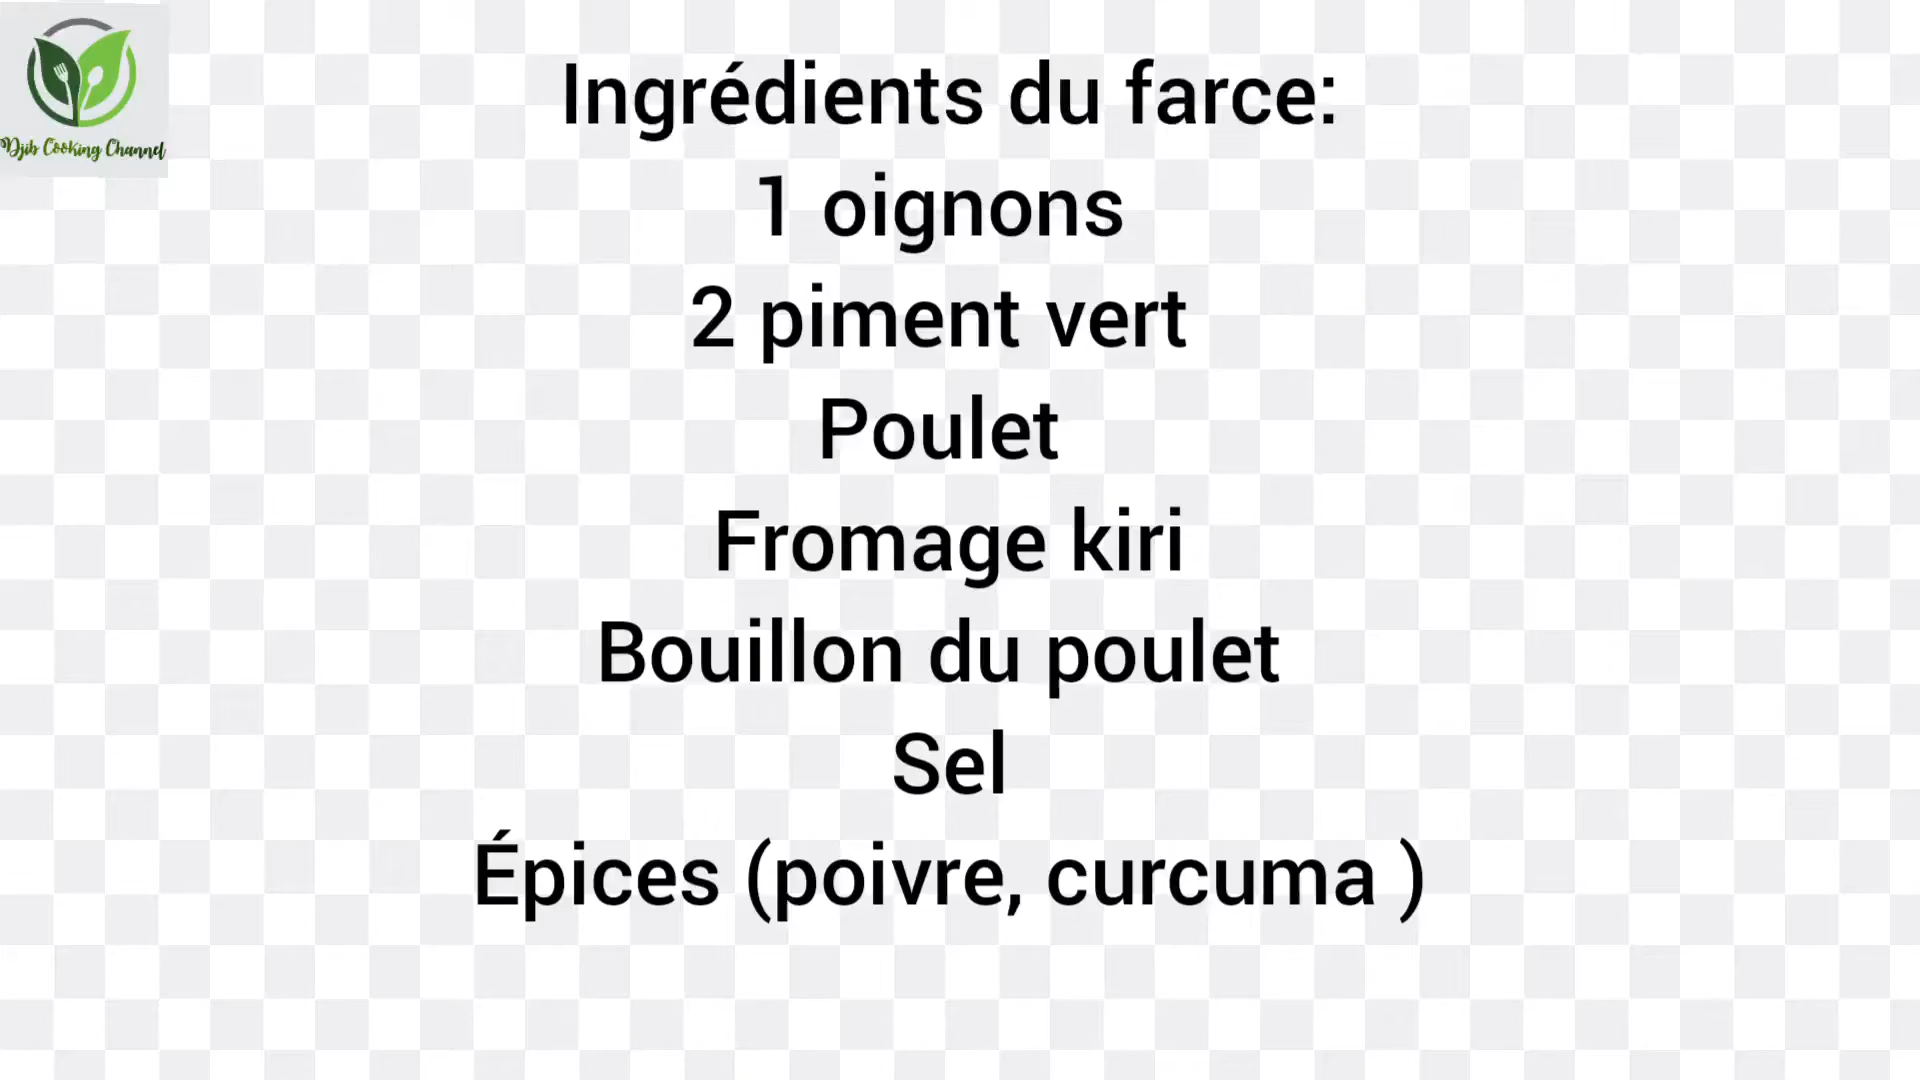 Djib Cooking Channel
Ingrédients du farce:
1 oignons
2 piment vert
Poulet
Fromage kiri
Bouillon du poulet
Sel
Épices (poivre, curcuma )